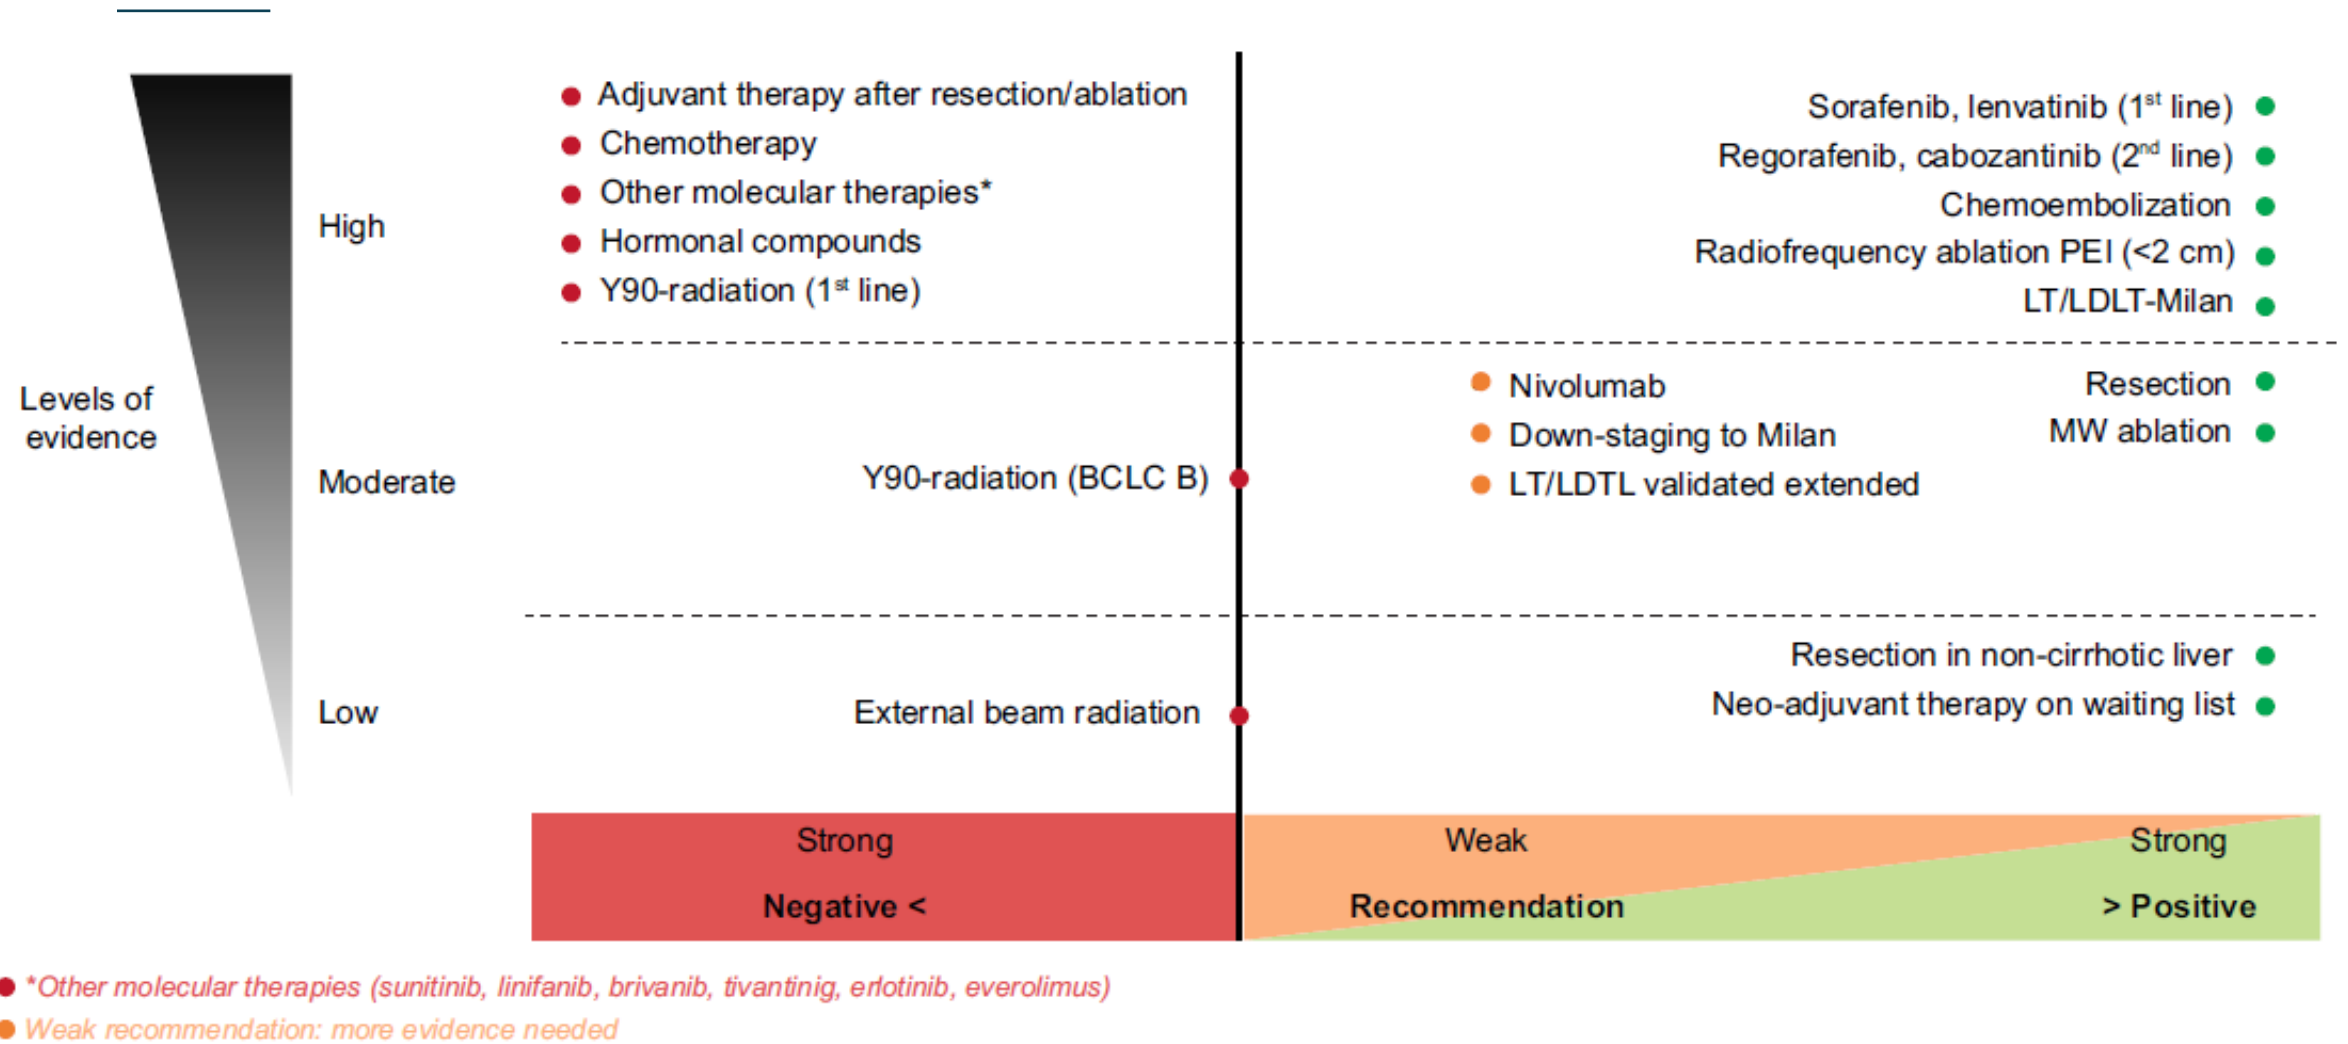 Adjuvant therapy after resection/ablation
Chemotherapy
Other molecular therapies*
Hormonal compounds
Y90-radiation (1st line)
Sorafenib, lenvatinib (1st line)
Regorafenib, cabozantinib (2nd line)
Chemoembolization
Radiofrequency ablation PEI (<2 cm)
LT/LDLT-Milan
High
Levels of
evidence
Moderate
Y90-radiation (BCLC B)
Nivolumab
Down-staging to Milan
LT/LDTL validated extended
Resection
MW ablation
Low
External beam radiation
Resection in non-cirrhotic liver
Neo-adjuvant therapy on waiting list
Strong
Weak
Strong
Negative <
Recommendation
> Positive
*Other molecular therapies (sunitinib, linifanib, brivanib, tivantinig, erlotinib, everolimus)
Weak recommendation: more evidence needed